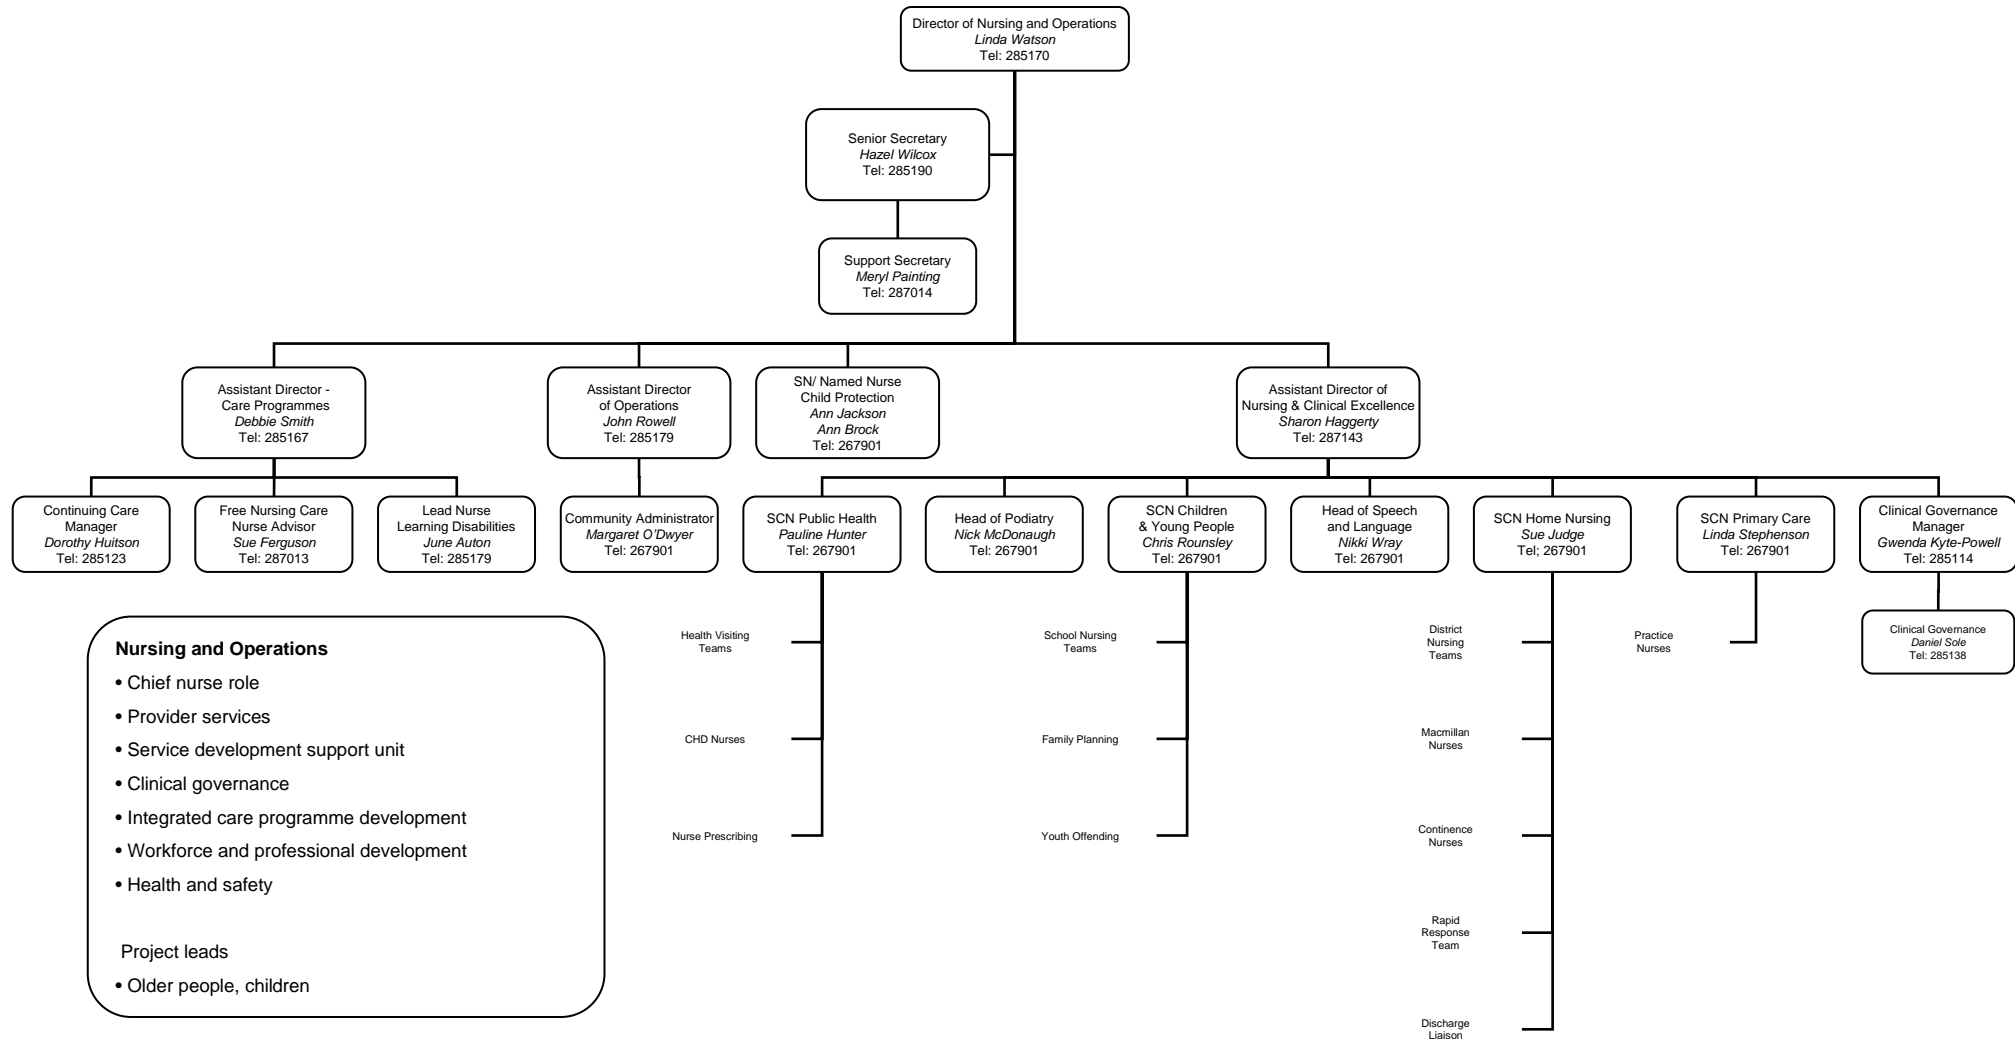 Director of Nursing and Operations
Linda Watson
Tel: 285170
Senior Secretary
Hazel Wilcox
Tel: 285190
Support Secretary
Meryl Painting
Tel: 287014
Assistant Director -
Care Programmes
Debbie Smith
Tel: 285167
Assistant Director
of Operations
John Rowell
Tel: 285179
SN/ Named Nurse
Child Protection
Ann Jackson
Ann Brock
Tel: 267901
Assistant Director of
Nursing & Clinical Excellence
Sharon Haggerty
Tel: 287143
Continuing Care
Manager
Dorothy Huitson
Tel: 285123
Free Nursing Care
Nurse Advisor
Sue Ferguson
Tel: 287013
Lead Nurse
Learning Disabilities
June Auton
Tel: 285179
Community Administrator
Margaret O’Dwyer
Tel: 267901
SCN Public Health
Pauline Hunter
Tel: 267901
Head of Podiatry
Nick McDonaugh
Tel: 267901
SCN Children
& Young People
Chris Rounsley
Tel: 267901
Head of Speech
and Language
Nikki Wray
Tel: 267901
SCN Home Nursing
Sue Judge
Tel; 267901
SCN Primary Care
Linda Stephenson
Tel: 267901
Clinical Governance
Manager
Gwenda Kyte-Powell
Tel: 285114
Health Visiting
Teams
CHD Nurses
Nurse Prescribing
School Nursing
Teams
Family Planning
Youth Offending
District
Nursing
Teams
Macmillan
Nurses
Continence
Nurses
Rapid
Response
Team
Discharge
Liaison
Practice
Nurses
Clinical Governance
Daniel Sole
Tel: 285138
Nursing and Operations
• Chief nurse role
• Provider services
• Service development support unit
• Clinical governance
• Integrated care programme development
• Workforce and professional development
• Health and safety
Project leads
• Older people, children